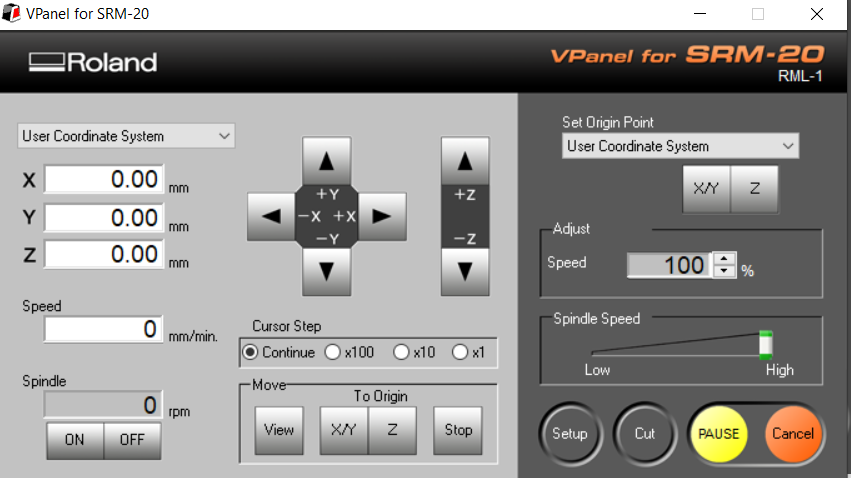 VPanel for SRM-20
Roland
VPanel for SRM-20
RML-1
User Coordinate System
X 0.00 mm
Y 0.00 mm
Z 0.00 mm
Speed
0 mm/min.
Spindle
0 rpm
ON OFF
+Y
-X +X
-Y
+Z
-Z
Cursor Step
Continue x100 x10 x1
Move
To Origin
View X/Y Z Stop
Set Origin Point
User Coordinate System
X/Y Z
Adjust
Speed 100 %
Spindle Speed
Low High
Setup Cut PAUSE Cancel